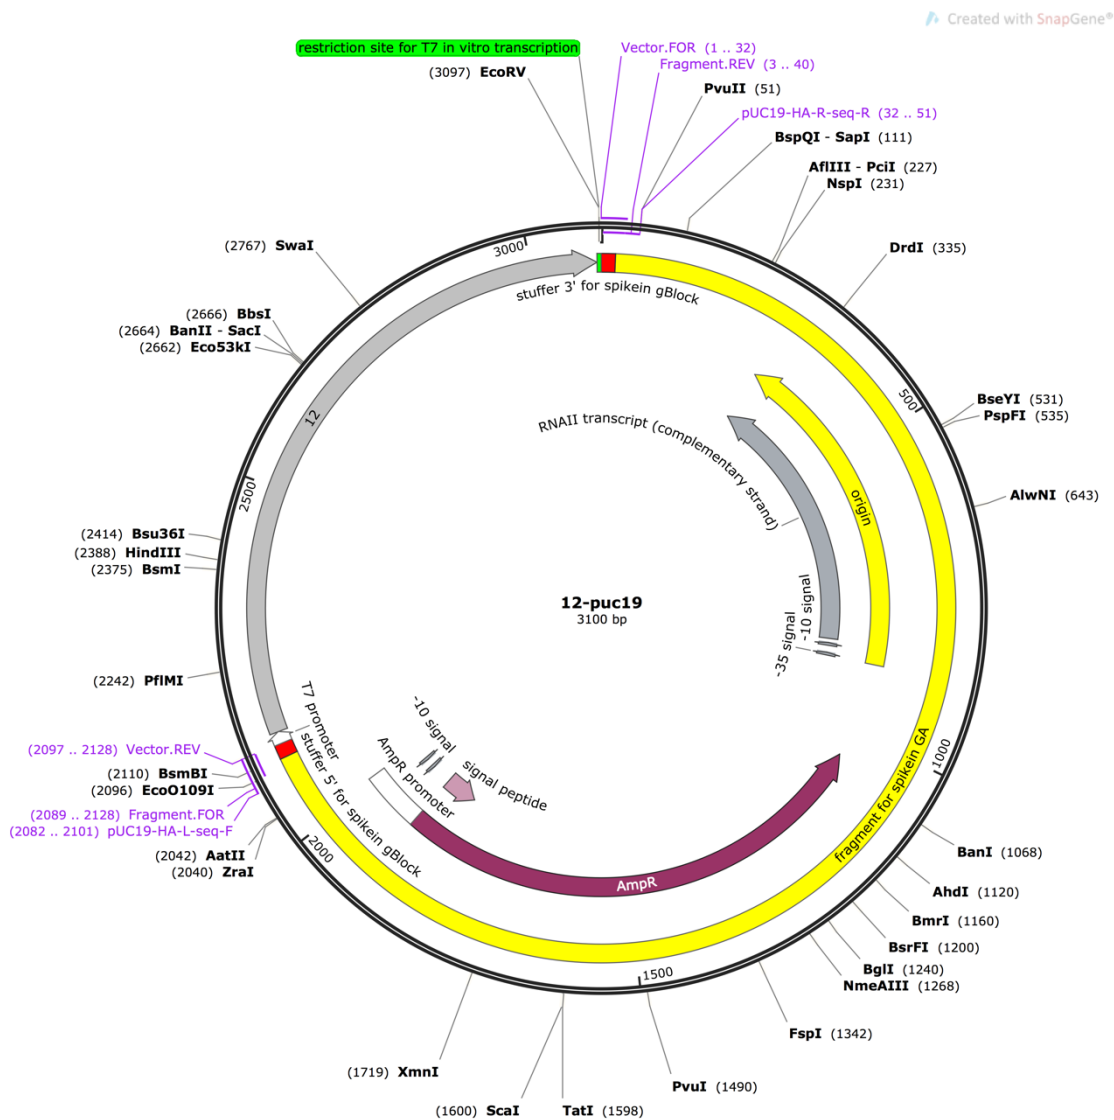 Created with SnapGene®
restriction site for T7 in vitro transcription
(3097) EcoRV
Vector.FOR (1 .. 32)
Fragment.REV (3 .. 40)
PvuII (51)
pUC19-HA-R-seq-R (32 .. 51)
BspQI - SapI (111)
AflIII - PciI (227)
NspI (231)
DrdI (335)
BseYI (531)
PspFI (535)
AlwNI (643)
BanI (1068)
AhdI (1120)
BmrI (1160)
BsrFI (1200)
BglI (1240)
NmeAIII (1268)
FspI (1342)
PvuI (1490)
TatI (1598)
(1600) ScaI
(1719) XmnI
(2040) ZraI
(2042) AatII
(2082 .. 2101) pUC19-HA-L-seq-F
(2089 .. 2128) Fragment.FOR
(2096) EcoO109I
(2110) BsmBI
(2097 .. 2128) Vector.REV
(2242) PflMI
(2375) BsmI
(2388) HindIII
(2414) Bsu36I
(2662) Eco53kI
(2664) BanII - SacI
(2666) BbsI
(2767) SwaI
500
1000
1500
2000
2500
3000
12
stuffer 3' for spikein gBlock
RNAII transcript (complementary strand)
origin
-10 signal
-35 signal
fragment for spikein GA
12-puc19
3100 bp
T7 promoter
stuffer 5' for spikein gBlock
-10 signal
signal peptide
AmpR promoter
AmpR